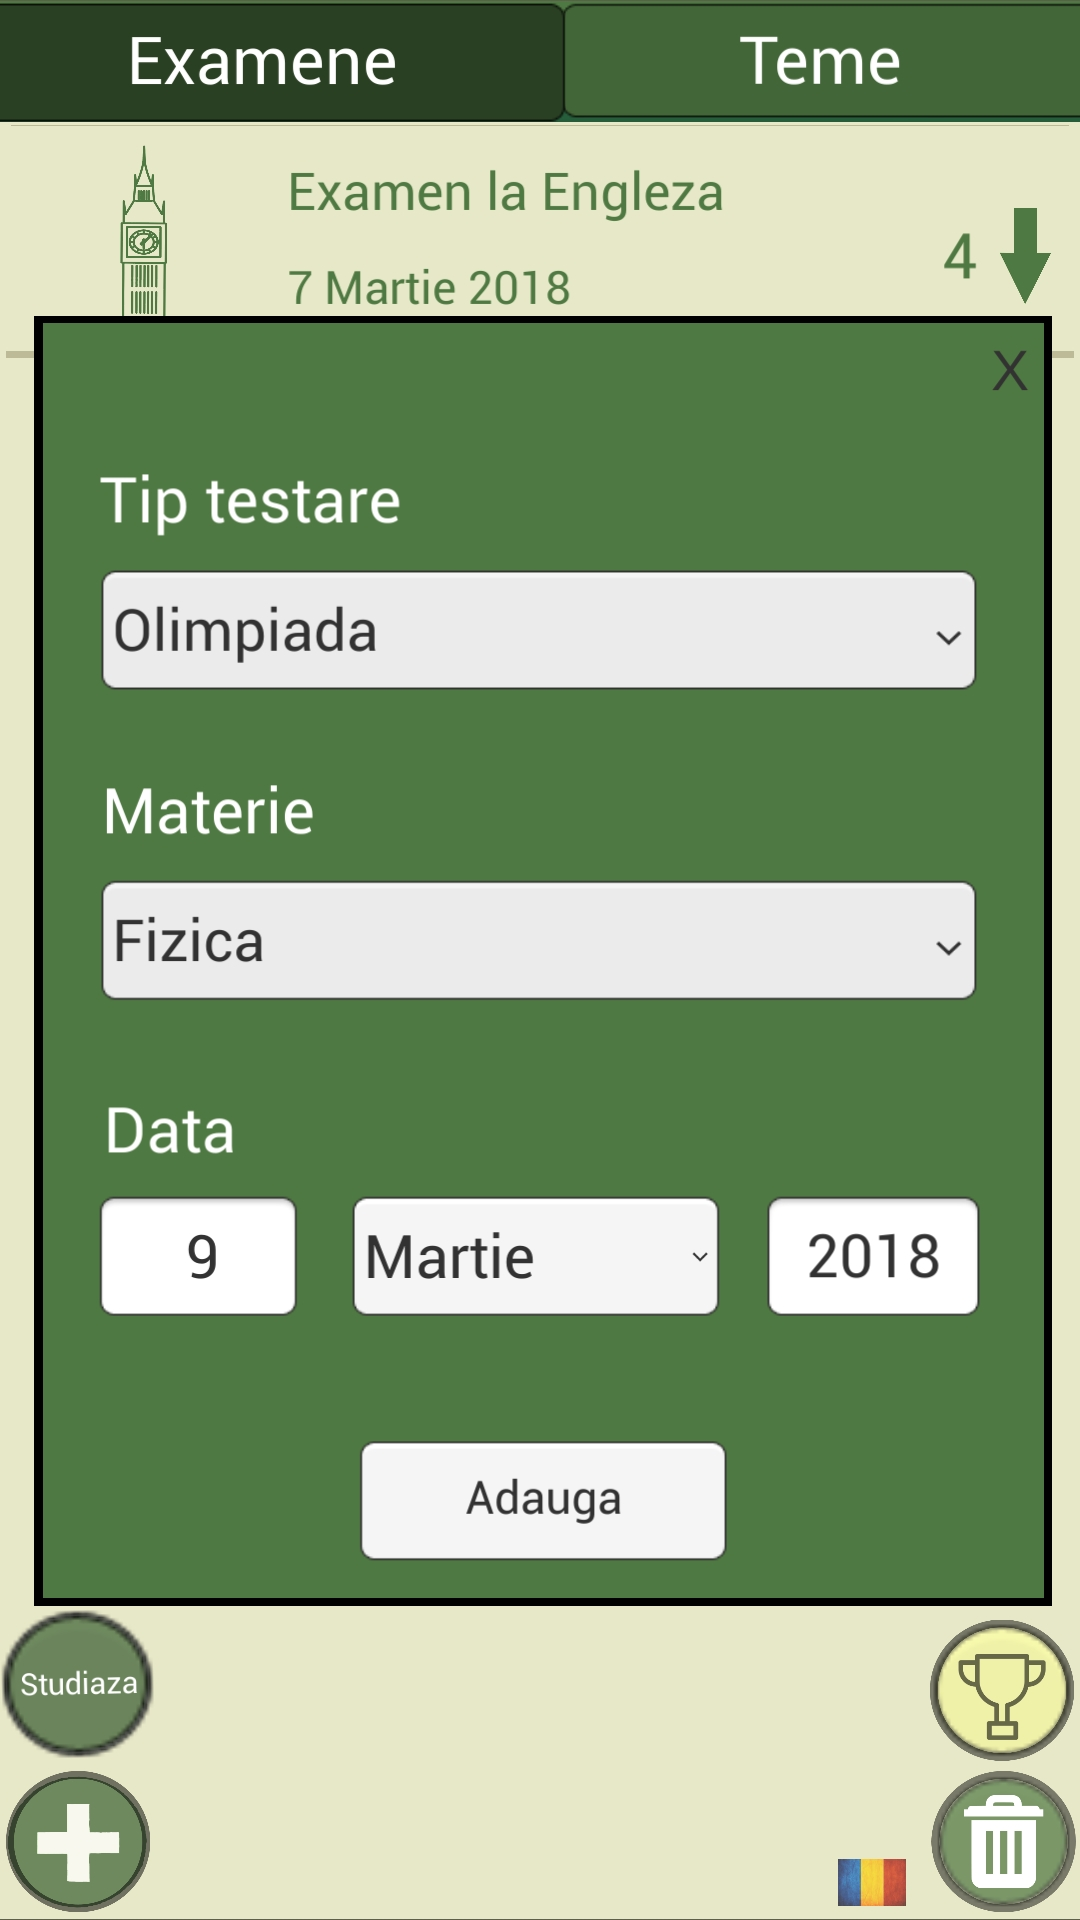 Examene
Teme
Examen la Engleza
7 Martie 2018
4
X
Tip testare
Olimpiada
Materie
Fizica
Data
9
Martie
2018
Adauga
Studiaza